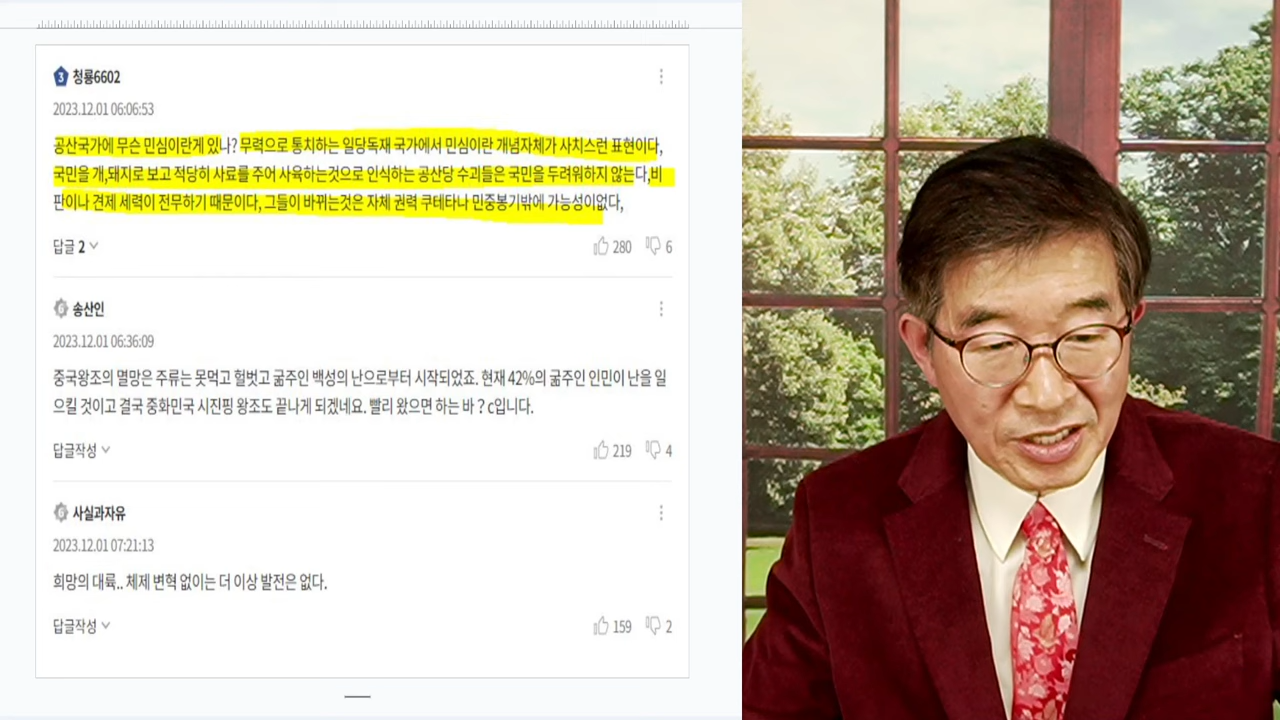 청룡6602
2023.12.01 06:06:53
공산국가에 무슨 민심이란게 있나? 무력으로 통치하는 일당독재 국가에서 민심이란 개념자체가 사치스런 표현이다,
국민을 개,돼지로 보고 적당히 사료를 주어 사육하는것으로 인식하는 공산당 수괴들은 국민을 두려워하지 않는다,비
판이나 견제 세력이 전무하기 때문이다, 그들이 바뀌는것은 자체 권력 쿠테타나 민중봉기밖에 가능성이없다,
답글 2
280 6
송산인
2023.12.01 06:36:09
중국왕조의 멸망은 주류는 못먹고 헐벗고 굶주인 백성의 난으로부터 시작되었죠. 현재 42%의 굶주인 인민이 난을 일
으킬 것이고 결국 중화민국 시진핑 왕조도 끝나게 되겠네요. 빨리 왔으면 하는 바 ? c입니다.
답글작성
219 4
사실과자유
2023.12.01 07:21:13
희망의 대륙.. 체제 변혁 없이는 더 이상 발전은 없다.
답글작성
159 2